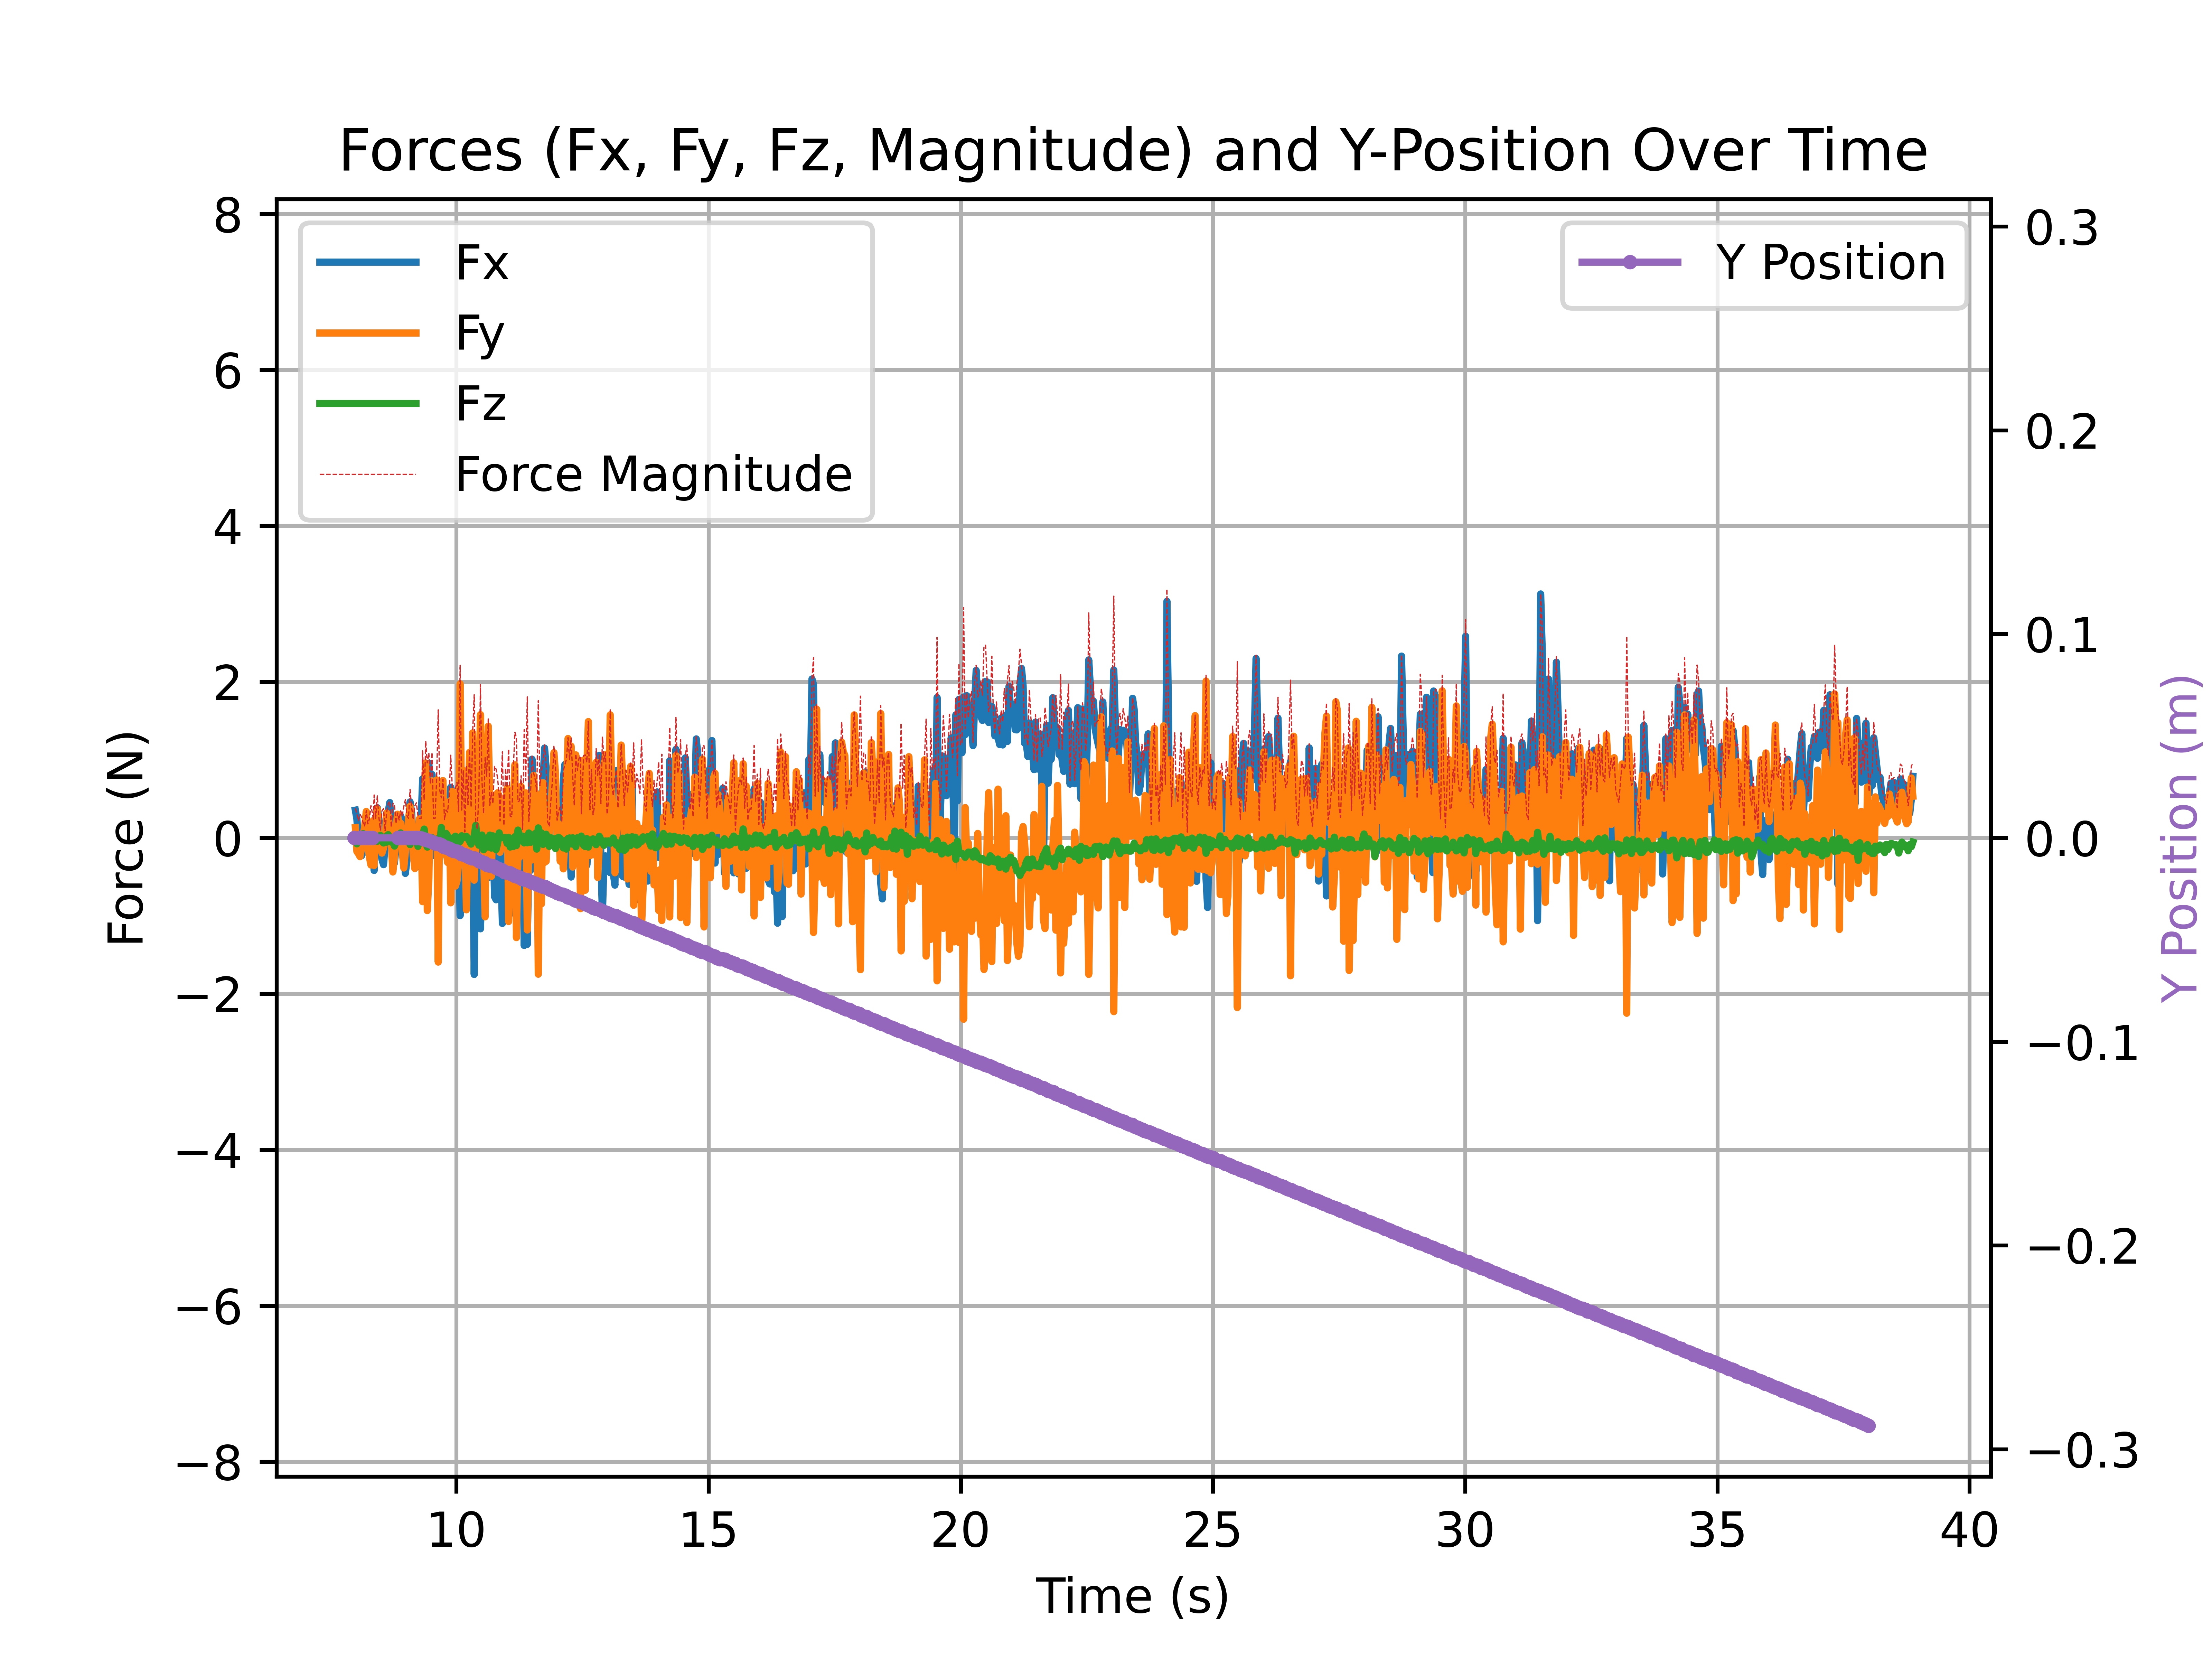 Forces (Fx, Fy, Fz, Magnitude) and Y-Position Over Time
Fx
Fy
Fz
Force Magnitude
Y Position
8
6
4
2
0
−2
−4
−6
−8
Force (N)
0.3
0.2
0.1
0.0
−0.1
−0.2
−0.3
Y Position (m)
10
15
20
25
30
35
40
Time (s)